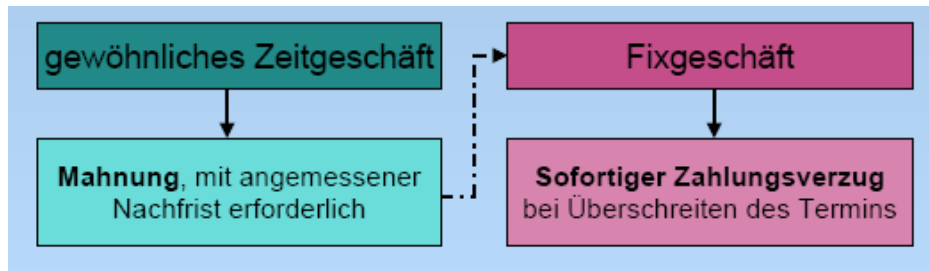 gewöhnliches Zeitgeschäft
Mahnung, mit angemessener
Nachfrist erforderlich
Fixgeschäft
Sofortiger Zahlungsverzug
bei Überschreiten des Termins